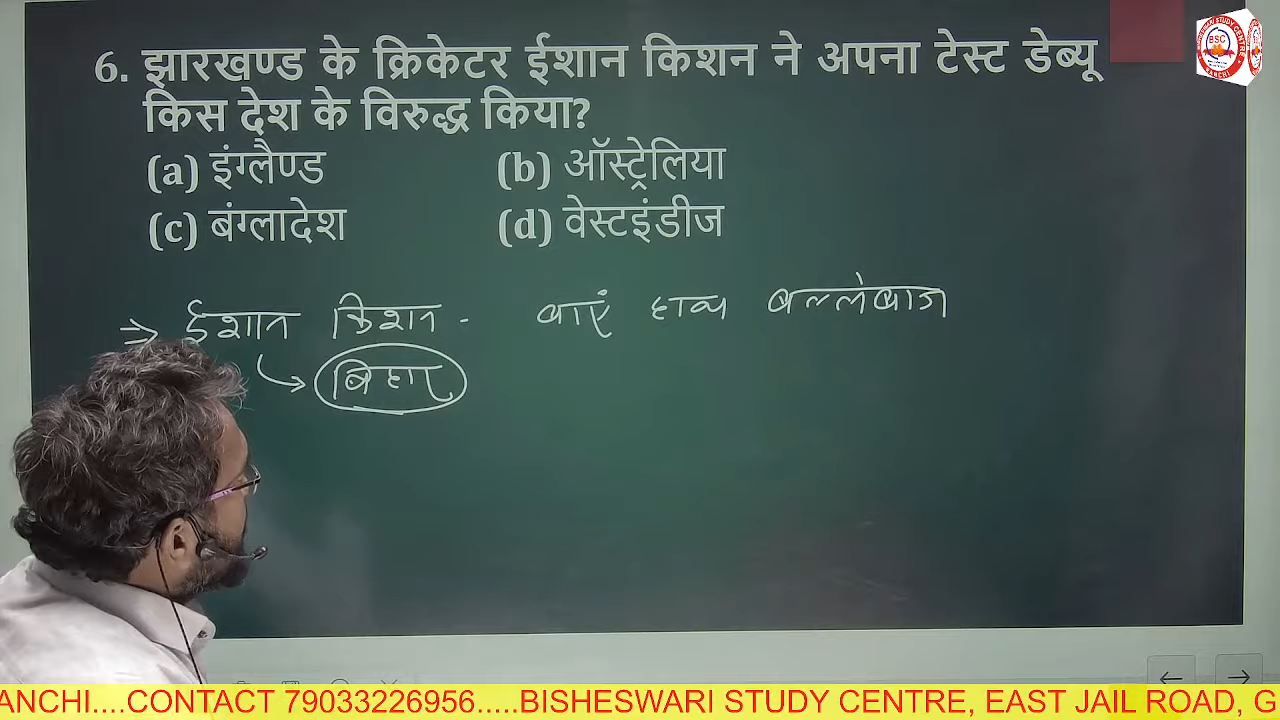 6. झारखण्ड के क्रिकेटर ईशान किशन ने अपना टेस्ट डेब्यू
किस देश के विरुद्ध किया?
(a) इंग्लैण्ड (b) ऑस्ट्रेलिया
(c) बंग्लादेश (d) वेस्टइंडीज
⇒ ईशान किशन - बाएं हाथ बल्लेबाज
बिहार
BSC
ANCHI....CONTACT 79033226956.....BISHESWARI STUDY CENTRE, EAST JAIL ROAD, G